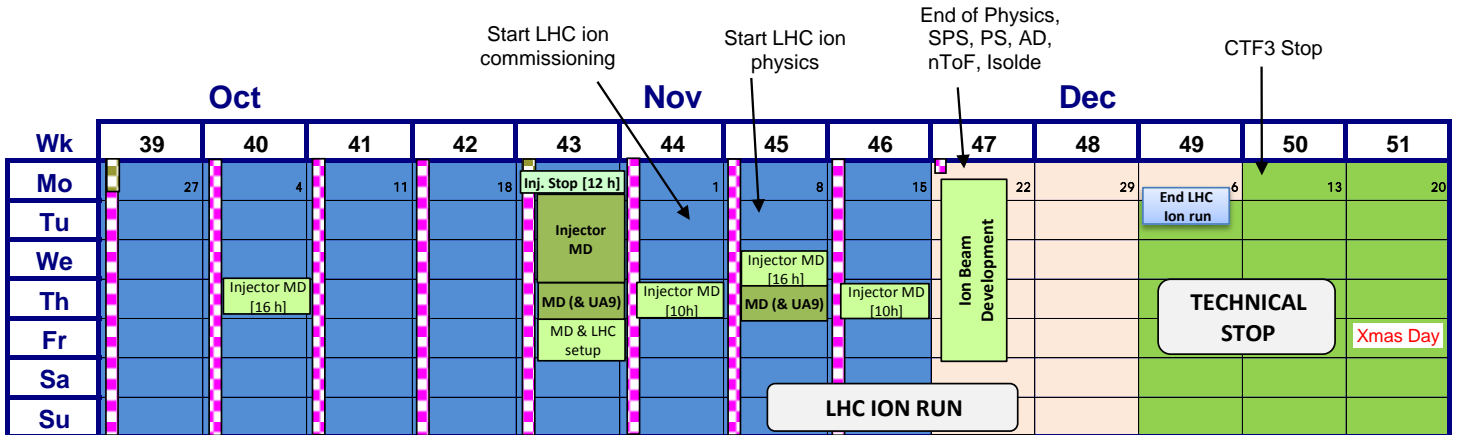 End of Physics,
SPS, PS, AD,
nToF, Isolde
Start LHC ion
commissioning
Start LHC ion
physics
CTF3 Stop
Oct Nov Dec
Wk 39 40 41 42 43 44 45 46 47 48 49 50 51
Mo 27 4 11 18 Inj. Stop [12 h] 1 8 15 22 29 6 13 20
End LHC
Ion run
Tu
Injector
MD
We
Injector MD
[16 h]
Ion Beam
Development
Th
Injector MD
[16 h]
MD (& UA9)
Injector MD
[10h]
MD (& UA9)
Injector MD
[10h]
TECHNICAL
STOP
Fr
MD & LHC
setup
Xmas Day
Sa
LHC ION RUN
Su